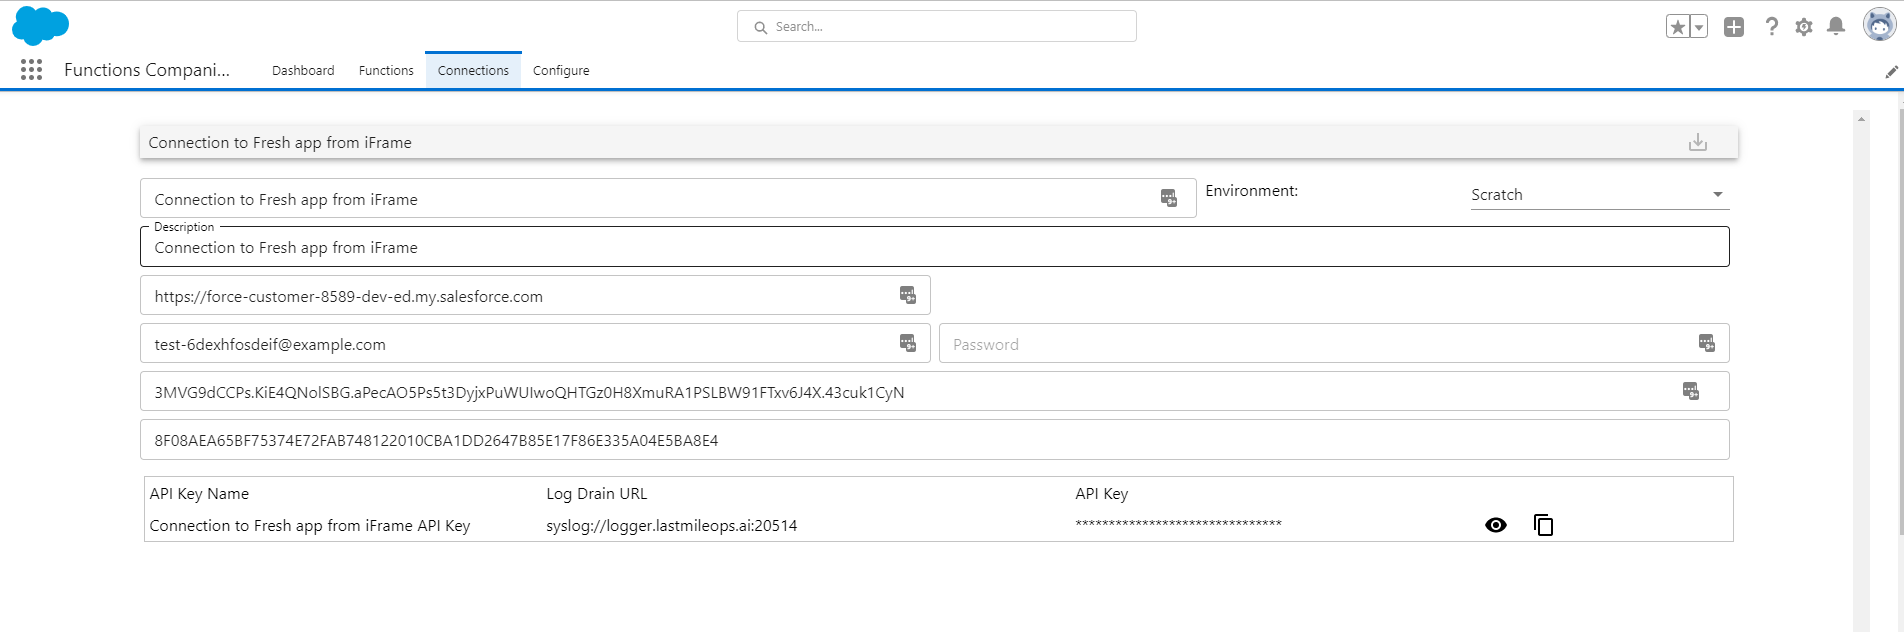 Search...
Functions Compani...
Dashboard
Functions
Connections
Configure
Connection to Fresh app from iFrame
Connection to Fresh app from iFrame
Environment:
Scratch
Description
Connection to Fresh app from iFrame
https://force-customer-8589-dev-ed.my.salesforce.com
test-6dexhfosdeif@example.com
Password
3MVG9dCCPs.KiE4QNolSBG.aPecAO5Ps5t3DyjxPuWUIwoQHTGz0H8XmuRA1PSLBW91FTxv6J4X.43cuk1CyN
8F08AEA65BF75374E72FAB748122010CBA1DD2647B85E17F86E335A04E5BA8E4
API Key Name
Log Drain URL
API Key
Connection to Fresh app from iFrame API Key
syslog://logger.lastmileops.ai:20514
*******************************